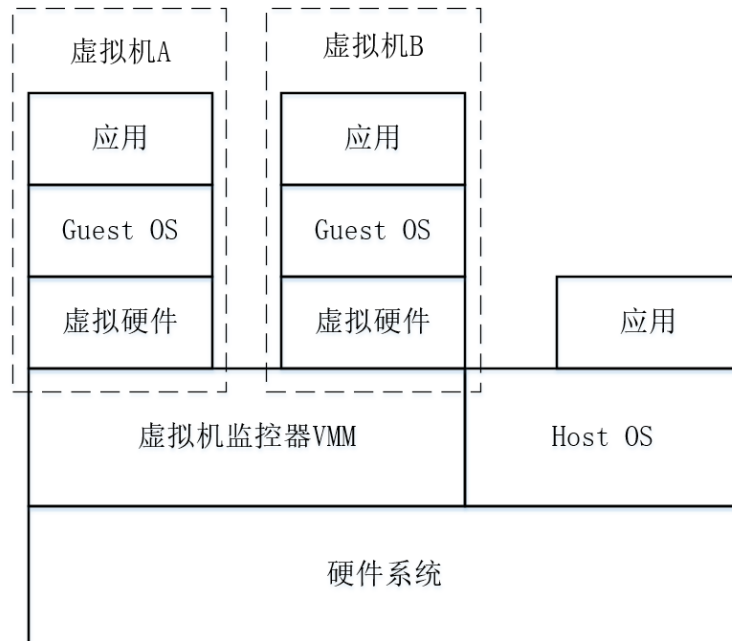 虚拟机A
虚拟机B
应用
应用
Guest OS
Guest OS
虚拟硬件
虚拟硬件
应用
虚拟机监控器VMM
Host OS
硬件系统